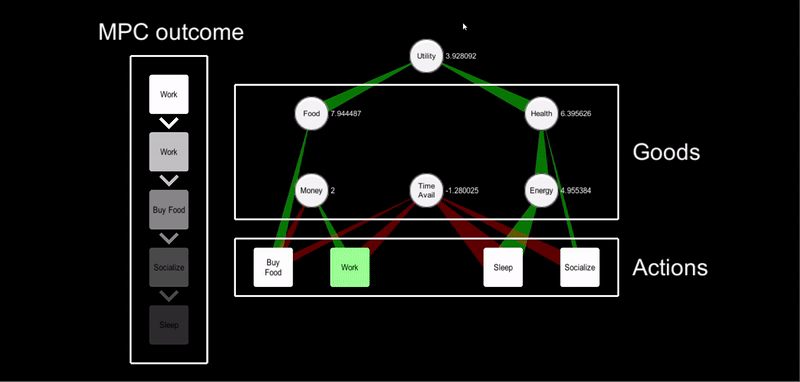 MPC outcome
Work
Work
Buy Food
Socialize
Sleep
Utility 3.928092
Food 7.944487
Health 6.395626
Goods
Money 2
Time
Avail -1.280025
Energy 4.955384
Buy
Food
Work
Sleep
Socialize
Actions